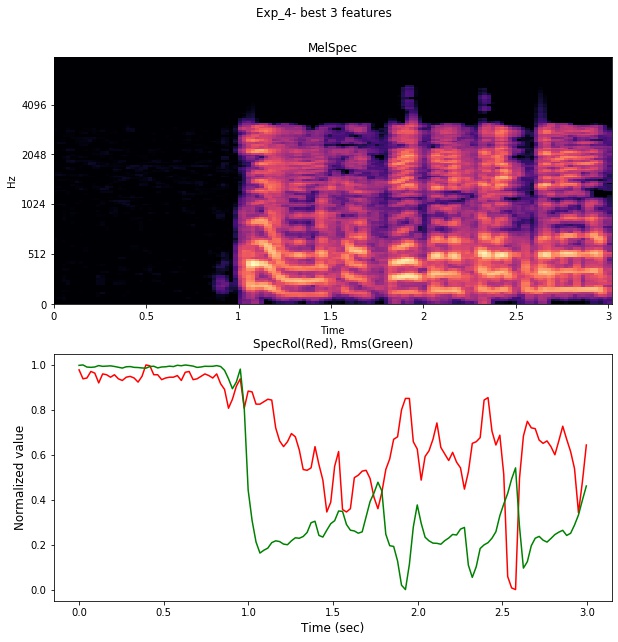 Exp_4- best 3 features
MelSpec
4096
2048
1024
512
0
Hz
0 0.5 1 1.5 2 2.5 3
Time
SpecRol(Red), Rms(Green)
1.0
0.8
0.6
0.4
0.2
0.0
Normalized value
0.0 0.5 1.0 1.5 2.0 2.5 3.0
Time (sec)